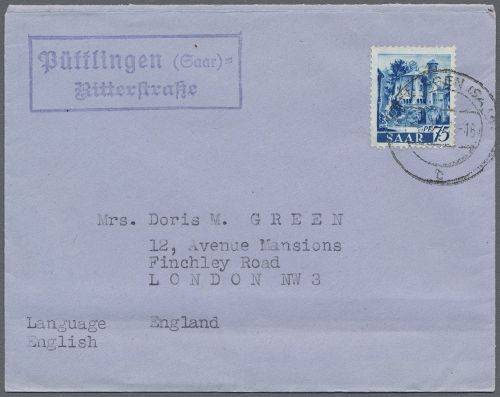 Püttlingen (Saar)=
Ritterstraße
75
SAAR
Mrs. Doris M. G R E E N
12, Avenue Mansions
Finchley Road
L O N D O N NW 3
Language England
English